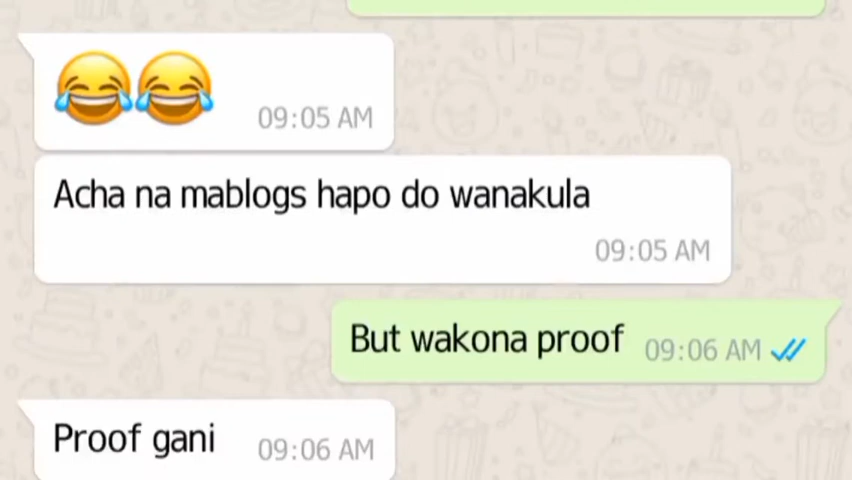 😂😂 09:05 AM
Acha na mablogs hapo do wanakula
09:05 AM
But wakona proof 09:06 AM
Proof gani 09:06 AM